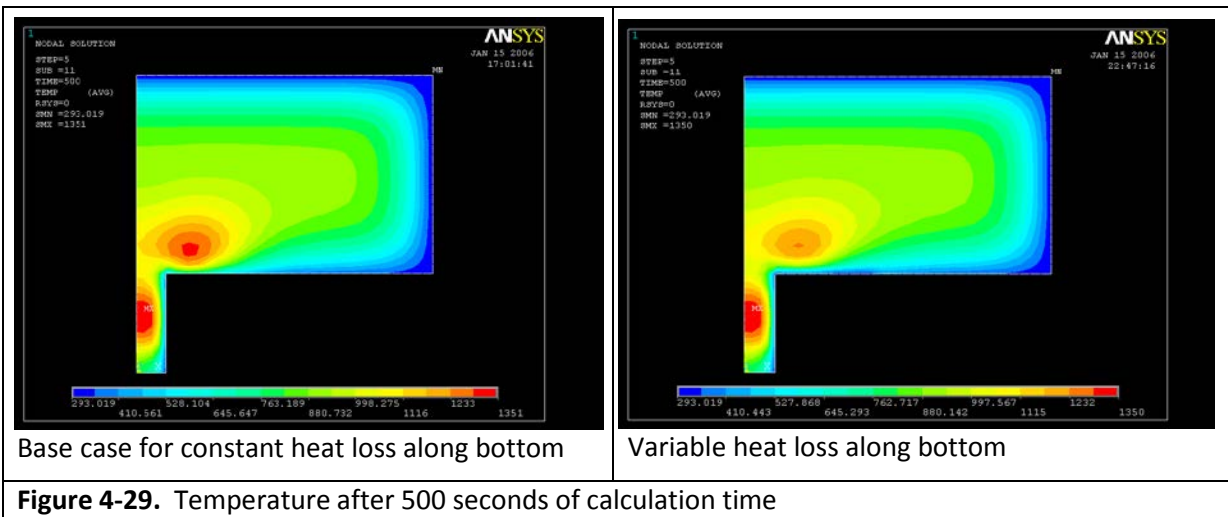 1
NODAL SOLUTION
STEP=5
SUB =11
TIME=500
TEMP (AVG)
RSYS=0
SMN =293.019
SMX =1351
ANSYS
JAN 15 2006
17:01:41
MN
MX
293.019 528.104 763.189 998.275 1233
410.561 645.647 880.732 1116 1351
Base case for constant heat loss along bottom
1
NODAL SOLUTION
STEP=5
SUB =11
TIME=500
TEMP (AVG)
RSYS=0
SMN =293.019
SMX =1350
ANSYS
JAN 15 2006
22:47:16
MN
MX
293.019 527.868 762.717 997.567 1232
410.443 645.293 880.142 1115 1350
Variable heat loss along bottom
Figure 4-29. Temperature after 500 seconds of calculation time